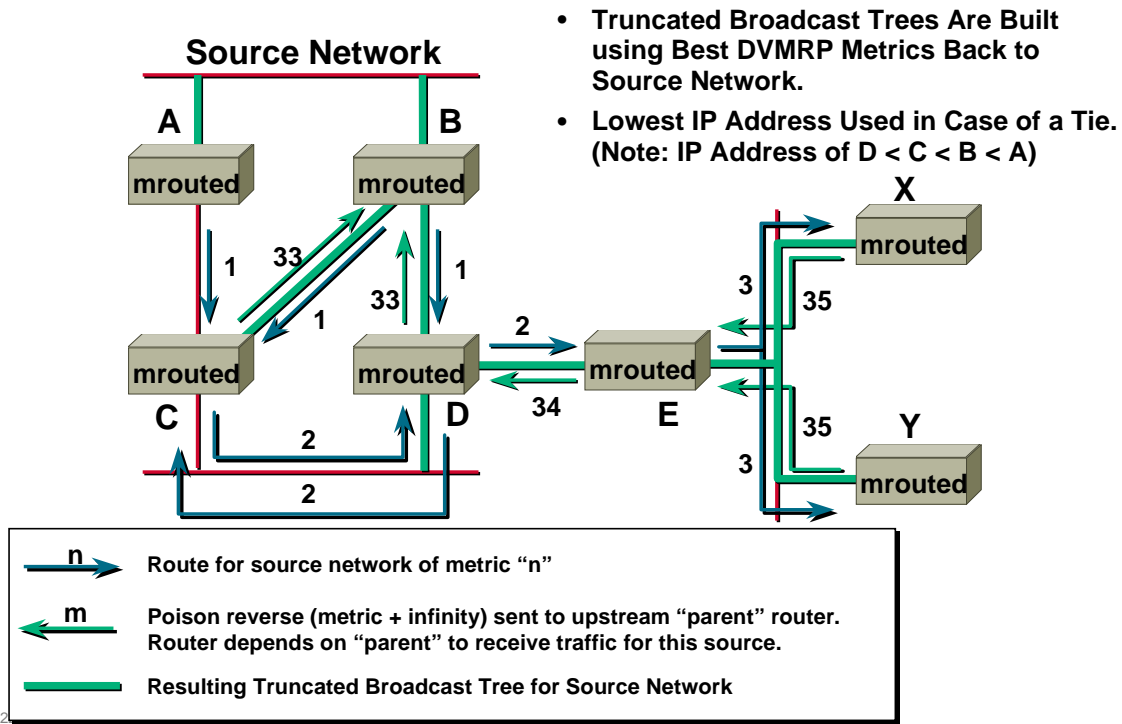 Source Network
• Truncated Broadcast Trees Are Built
using Best DVMRP Metrics Back to
Source Network.
• Lowest IP Address Used in Case of a Tie.
(Note: IP Address of D < C < B < A)
A
B
mrouted
mrouted
X
mrouted
1
33
1
33
1
3
35
2
mrouted
mrouted
mrouted
C
D
34
E
2
35
Y
3
mrouted
2
n
Route for source network of metric “n”
m
Poison reverse (metric + infinity) sent to upstream “parent” router.
Router depends on “parent” to receive traffic for this source.
Resulting Truncated Broadcast Tree for Source Network
2